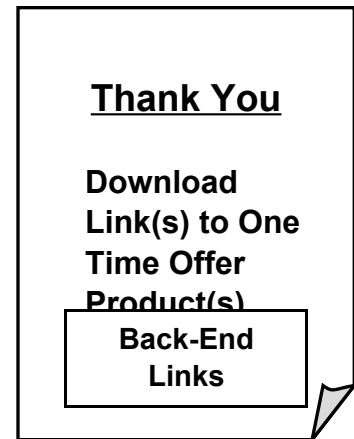 Thank You
Download
Link(s) to One
Time Offer
Product(s)
Back-End
Links